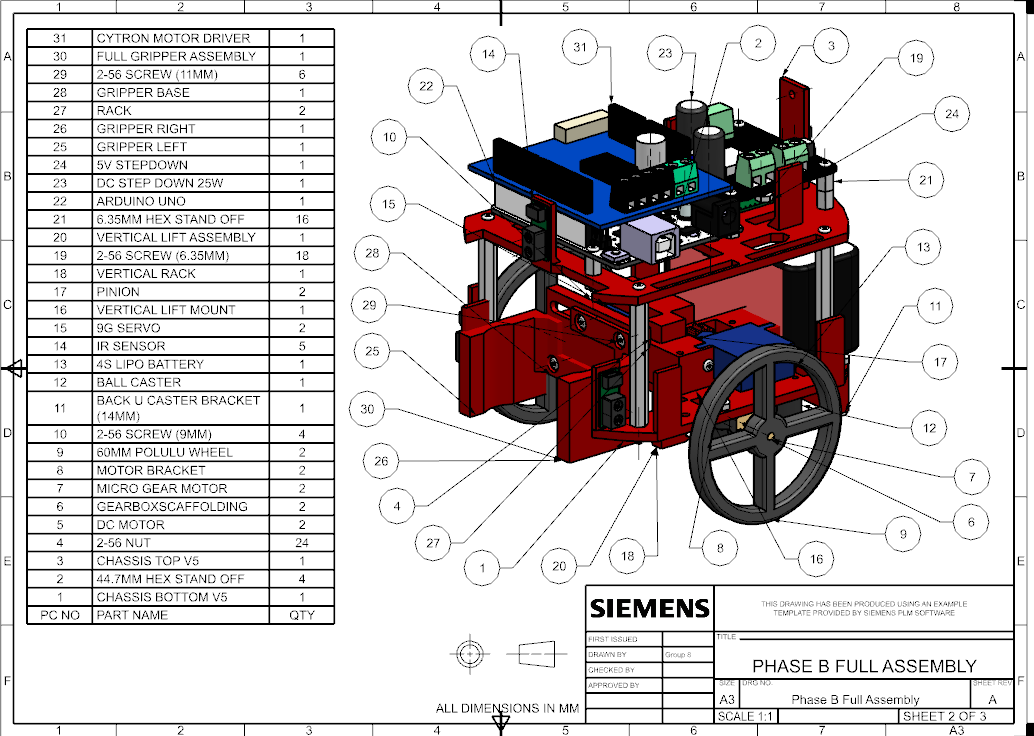 1 2 3 4 5 6 7 8
A
B
C
D
E
F
31 CYTRON MOTOR DRIVER 1
30 FULL GRIPPER ASSEMBLY 1
29 2-56 SCREW (11MM) 6
28 GRIPPER BASE 1
27 RACK 2
26 GRIPPER RIGHT 1
25 GRIPPER LEFT 1
24 5V STEPDOWN 1
23 DC STEP DOWN 25W 1
22 ARDUINO UNO 1
21 6.35MM HEX STAND OFF 16
20 VERTICAL LIFT ASSEMBLY 1
19 2-56 SCREW (6.35MM) 18
18 VERTICAL RACK 1
17 PINION 2
16 VERTICAL LIFT MOUNT 1
15 9G SERVO 2
14 IR SENSOR 5
13 4S LIPO BATTERY 1
12 BALL CASTER 1
11 BACK U CASTER BRACKET 1
(14MM)
10 2-56 SCREW (9MM) 4
9 60MM POLULU WHEEL 2
8 MOTOR BRACKET 2
7 MICRO GEAR MOTOR 2
6 GEARBOXSCAFFOLDING 2
5 DC MOTOR 2
4 2-56 NUT 24
3 CHASSIS TOP V5 1
2 44.7MM HEX STAND OFF 4
1 CHASSIS BOTTOM V5 1
PC NO PART NAME QTY
14
31
23
2
3
19
22
24
10
21
15
28
13
29
11
25
17
30
12
26
7
4
6
27
9
1
20
18
8
16
A
B
C
D
E
F
SIEMENS
THIS DRAWING HAS BEEN PRODUCED USING AN EXAMPLE
TEMPLATE PROVIDED BY SIEMENS PLM SOFTWARE
FIRST ISSUED
DRAWN BY Group 8
CHECKED BY
APPROVED BY
TITLE
PHASE B FULL ASSEMBLY
SIZE DRG NO. SHEET REV
A3 Phase B Full Assembly A
SCALE 1:1 SHEET 2 OF 3
ALL DIMENSIONS IN MM
1 2 3 4 5 6 7 A3